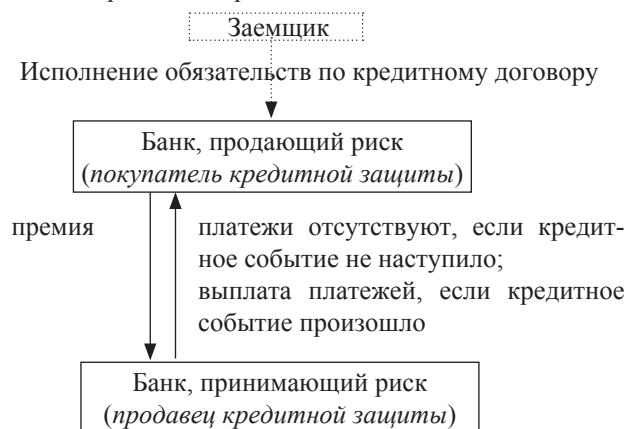 Заемщик
Исполнение обязательств по кредитному договору
Банк, продающий риск
(покупатель кредитной защиты)
премия
платежи отсутствуют, если кредит-
ное событие не наступило;
выплата платежей, если кредитное
событие произошло
Банк, принимающий риск
(продавец кредитной защиты)